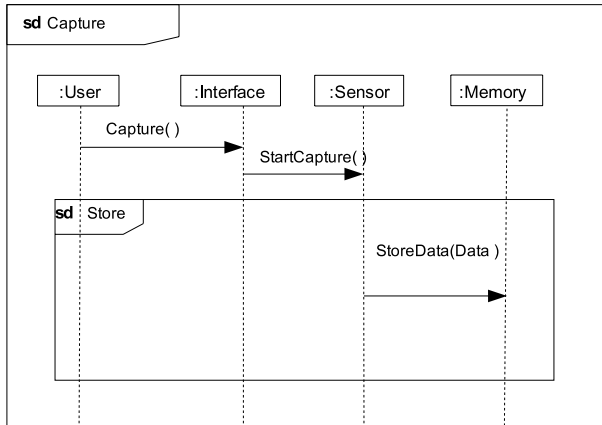 sd Capture
:User :Interface :Sensor :Memory
Capture( )
StartCapture( )
sd Store
StoreData(Data )